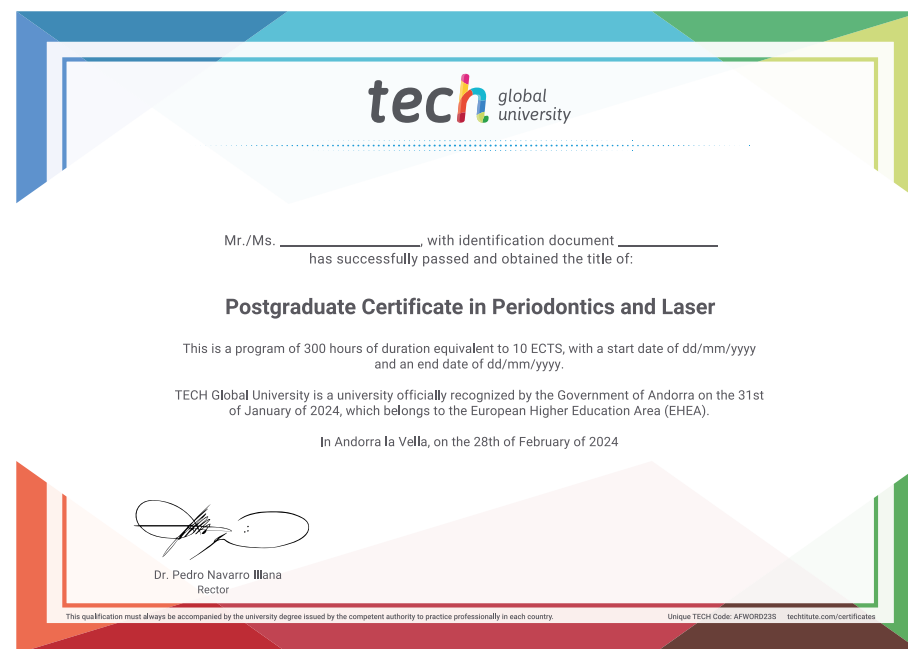 tech global university
Mr./Ms. ____________________, with identification document ______________
has successfully passed and obtained the title of:
Postgraduate Certificate in Periodontics and Laser
This is a program of 300 hours of duration equivalent to 10 ECTS, with a start date of dd/mm/yyyy
and an end date of dd/mm/yyyy.
TECH Global University is a university officially recognized by the Government of Andorra on the 31st
of January of 2024, which belongs to the European Higher Education Area (EHEA).
In Andorra la Vella, on the 28th of February of 2024
Dr. Pedro Navarro Illana
Rector
This qualification must always be accompanied by the university degree issued by the competent authority to practice professionally in each country.
Unique TECH Code: AFWORD23S techtitute.com/certificates